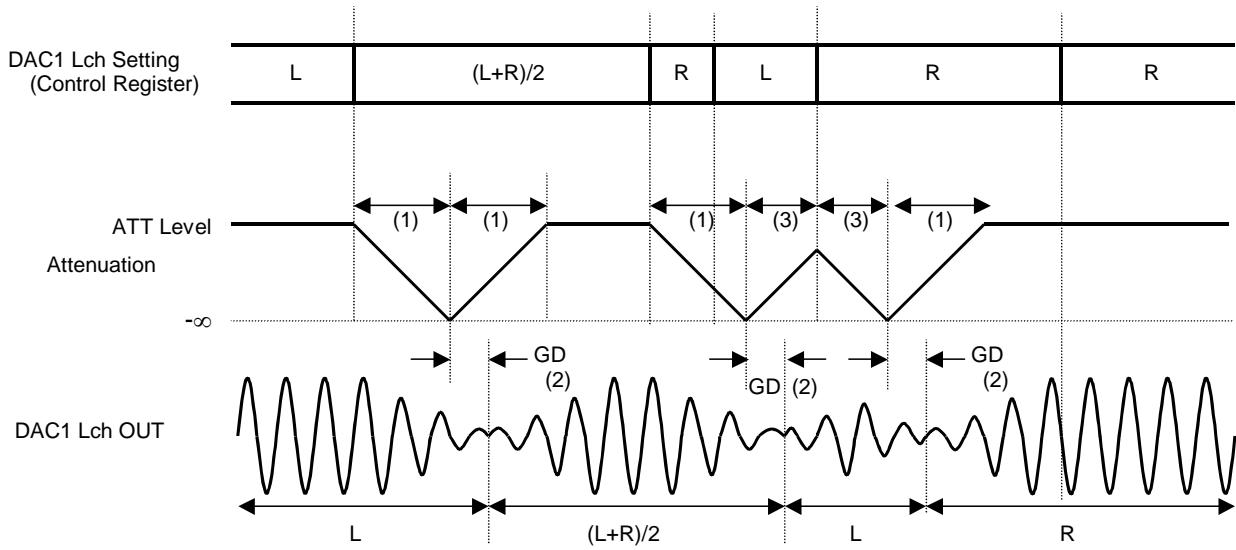 DAC1 Lch Setting
(Control Register)
L (L+R)/2 R L R R
(1) (1) (1) (3) (3) (1)
ATT Level
Attenuation
-∞
GD (2) GD (2) GD (2)
DAC1 Lch OUT
L (L+R)/2 L R